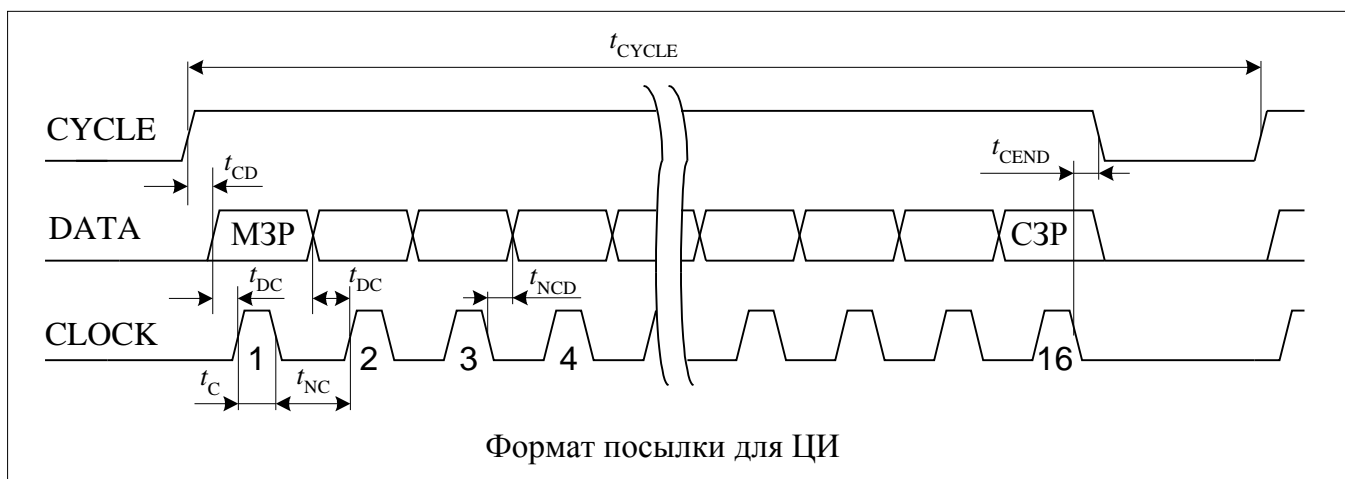 tCYCLE
CYCLE
tCD
tCEND
DATA
МЗР
СЗР
tDC
tDC
tNCD
CLOCK
1
2
3
4
16
tC
tNC
Формат посылки для ЦИ